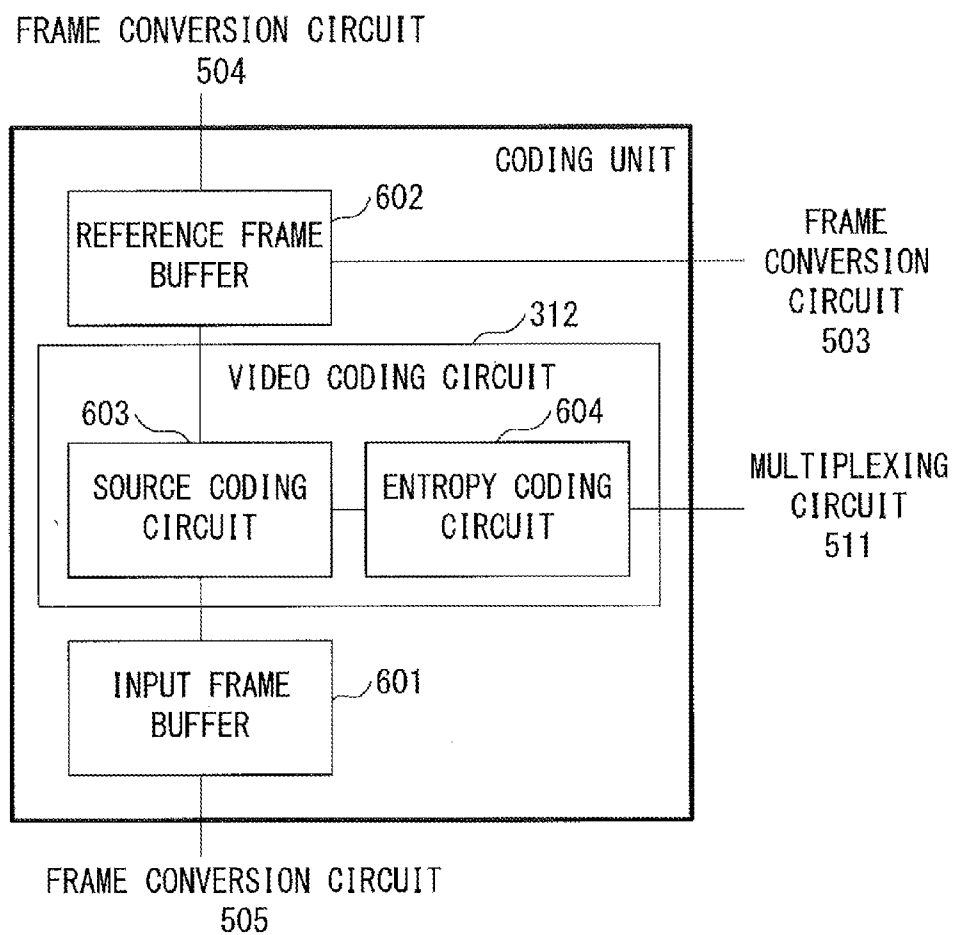 FRAME CONVERSION CIRCUIT
504
CODING UNIT
602
REFERENCE FRAME
BUFFER
FRAME
CONVERSION
CIRCUIT
503
312
VIDEO CODING CIRCUIT
603
604
SOURCE CODING
CIRCUIT
ENTROPY CODING
CIRCUIT
MULTIPLEXING
CIRCUIT
511
INPUT FRAME
BUFFER
601
FRAME CONVERSION CIRCUIT
505